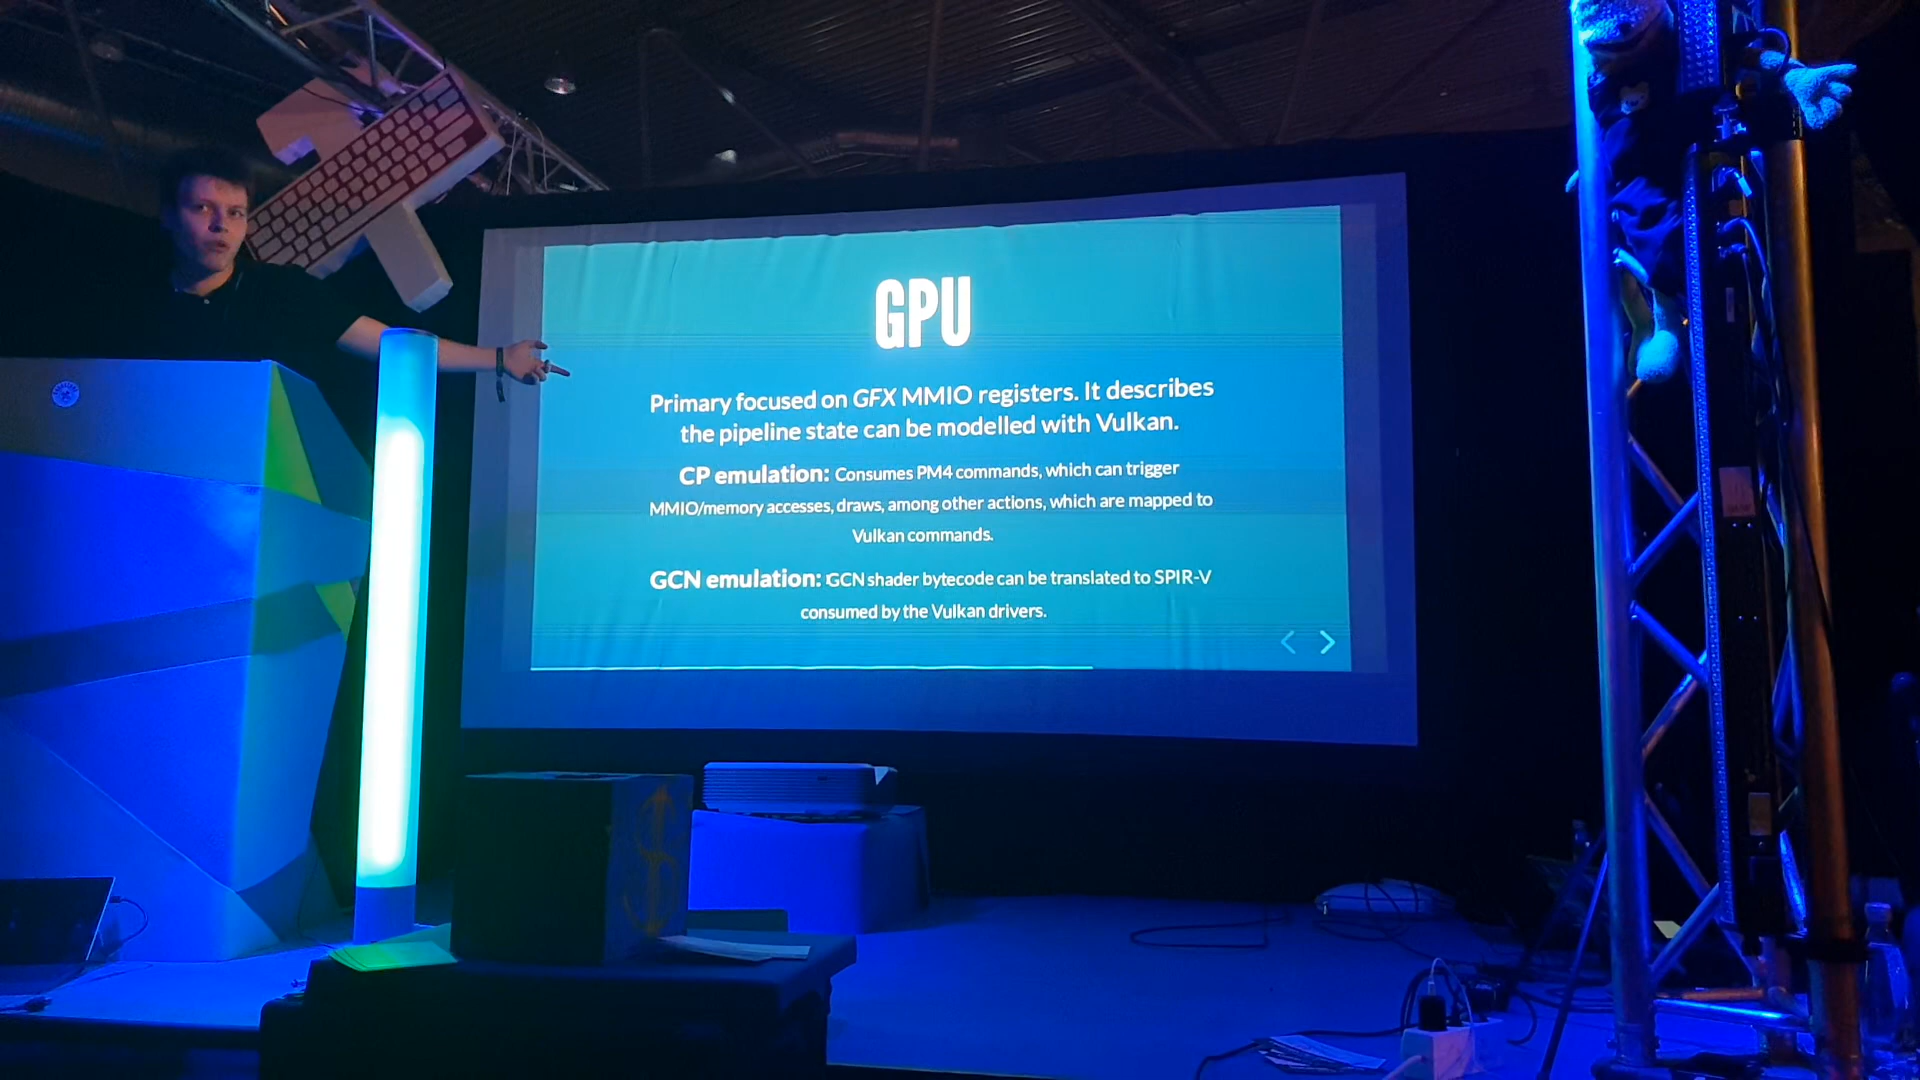 GPU
Primary focused on GFX MMIO registers. It describes
the pipeline state can be modelled with Vulkan.
CP emulation: Consumes PM4 commands, which can trigger
MMIO/memory accesses, draws, among other actions, which are mapped to
Vulkan commands.
GCN emulation: GCN shader bytecode can be translated to SPIR-V
consumed by the Vulkan drivers.